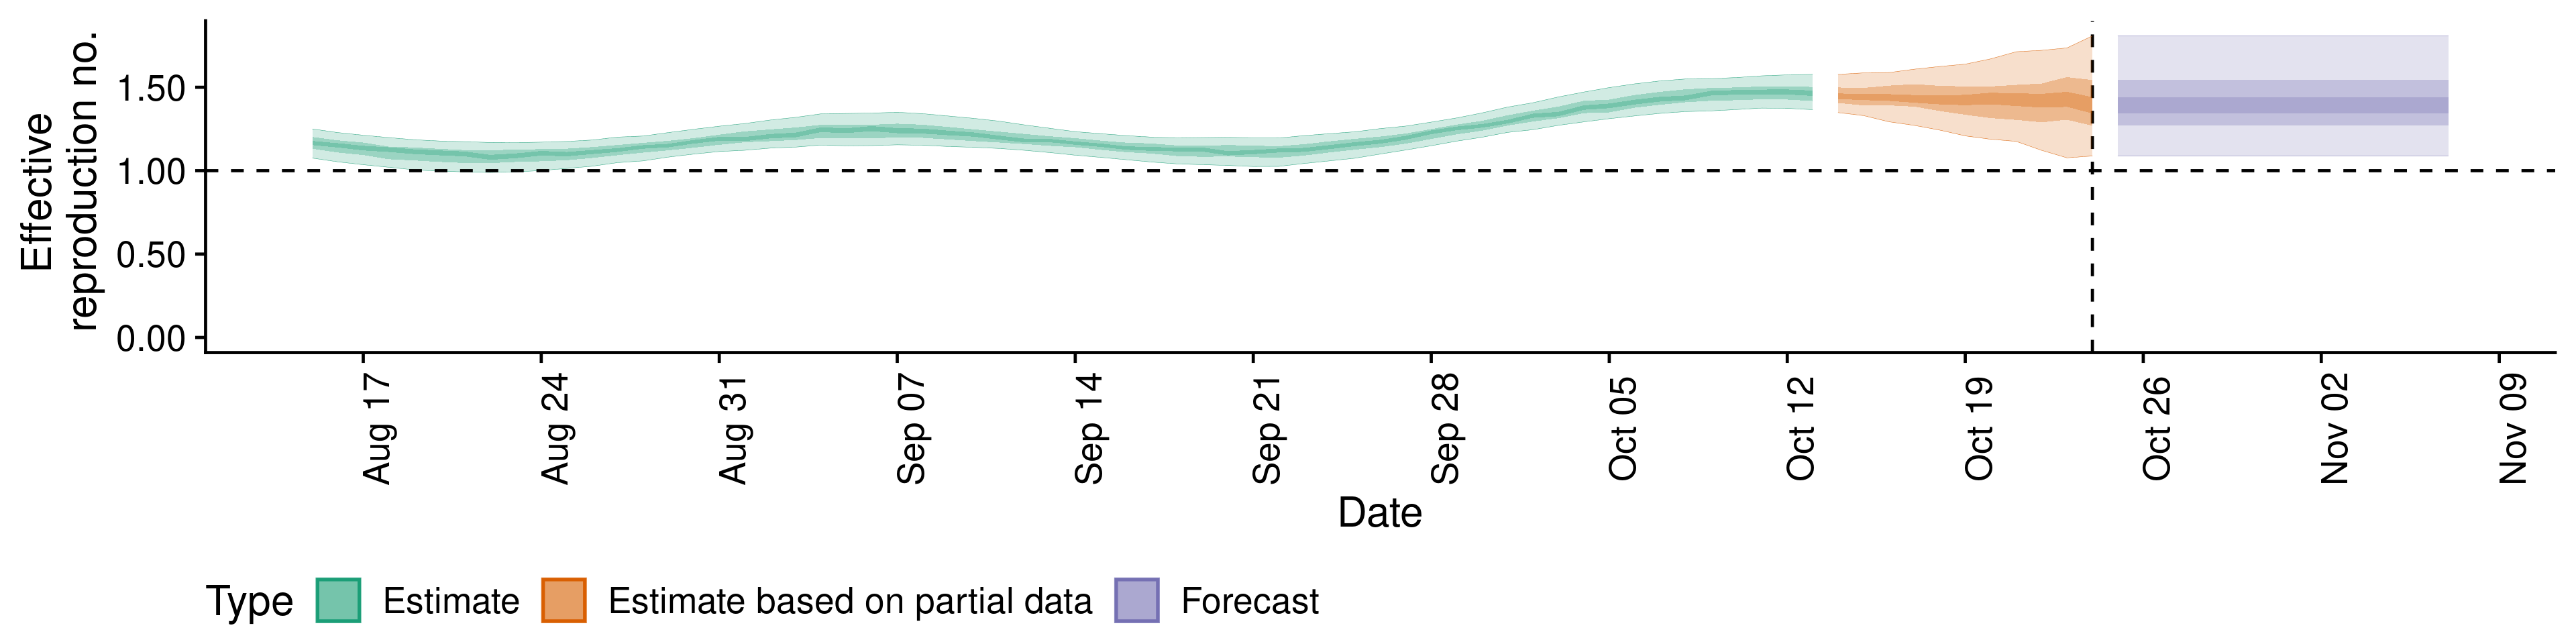 Effective
reproduction no.
1.50
1.00
0.50
0.00
Aug 17
Aug 24
Aug 31
Sep 07
Sep 14
Sep 21
Sep 28
Oct 05
Oct 12
Oct 19
Oct 26
Nov 02
Nov 09
Date
Type Estimate Estimate based on partial data Forecast